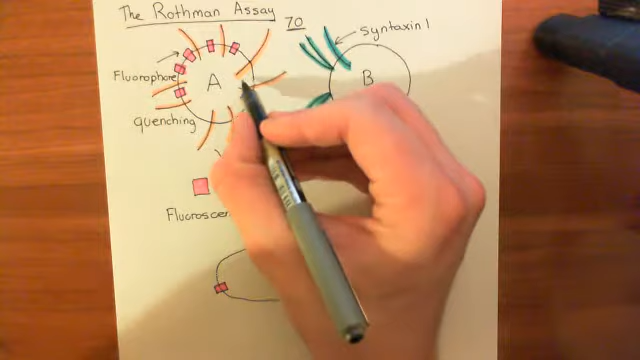 The Rothman Assay
70
syntaxin 1
Fluorophore
A
B
quenching